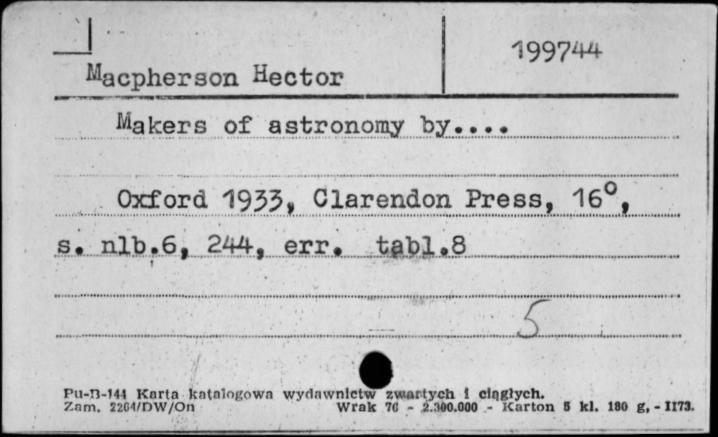 199744
Macpherson Hector
Makers of astronomy by....
Oxford 1933, Clarendon Press, 16°,
s. nlb.6, 244, err. tabl.8
5
Pu-B-144 Karta katalogowa wydawnictw zwartych i ciągłych.
Zam. 2264/DW/On Wrak 76 - 2.300.000 - Karton 5 kl. 180 g. - II73.